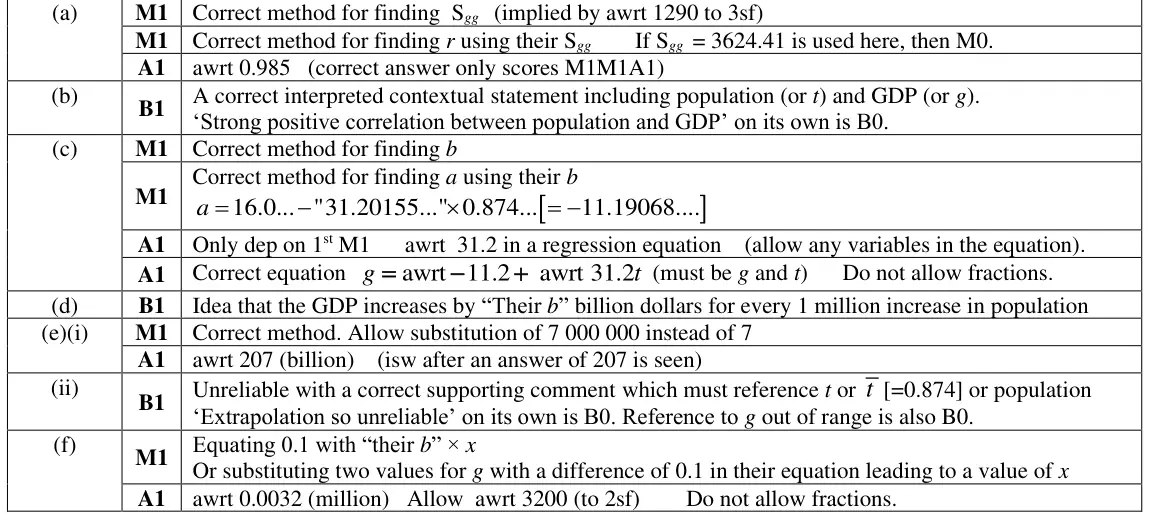 (a) M1 Correct method for finding S_gg (implied by awrt 1290 to 3sf)
M1 Correct method for finding r using their S_gg If S_gg = 3624.41 is used here, then M0.
A1 awrt 0.985 (correct answer only scores M1M1A1)
(b) B1 A correct interpreted contextual statement including population (or t) and GDP (or g).
‘Strong positive correlation between population and GDP’ on its own is B0.
(c) M1 Correct method for finding b
M1 Correct method for finding a using their b
a = 16.0... − "31.20155..." × 0.874... [= −11.19068....]
A1 Only dep on 1st M1 awrt 31.2 in a regression equation (allow any variables in the equation).
A1 Correct equation g = awrt −11.2 + awrt 31.2t (must be g and t) Do not allow fractions.
(d) B1 Idea that the GDP increases by “Their b” billion dollars for every 1 million increase in population
(e)(i) M1 Correct method. Allow substitution of 7 000 000 instead of 7
A1 awrt 207 (billion) (isw after an answer of 207 is seen)
(ii) B1 Unreliable with a correct supporting comment which must reference t or t̅ [=0.874] or population
‘Extrapolation so unreliable’ on its own is B0. Reference to g out of range is also B0.
(f) M1 Equating 0.1 with “their b” × x
Or substituting two values for g with a difference of 0.1 in their equation leading to a value of x
A1 awrt 0.0032 (million) Allow awrt 3200 (to 2sf) Do not allow fractions.